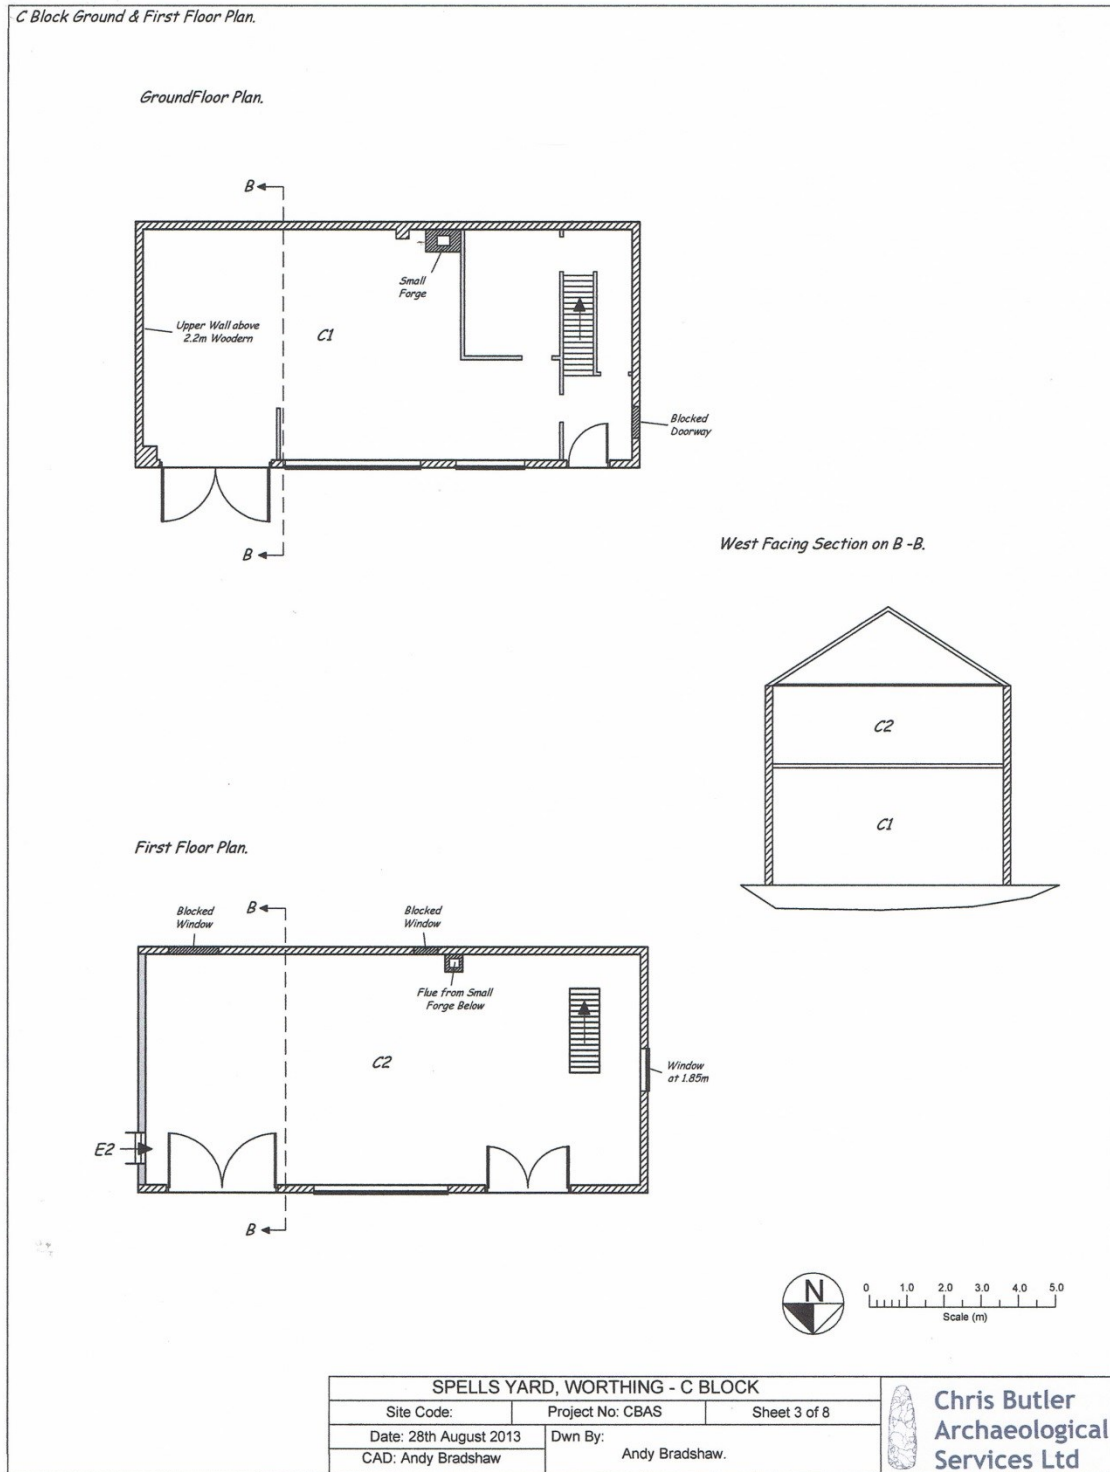 C Block Ground & First Floor Plan.
GroundFloor Plan.
B
Small
Forge
Upper Wall above
2.2m Woodern
C1
Blocked
Doorway
B
West Facing Section on B -B.
C2
C1
First Floor Plan.
Blocked
Window
B
Blocked
Window
Flue from Small
Forge Below
C2
Window
at 1.85m
E2
B
N
0 1.0 2.0 3.0 4.0 5.0
Scale (m)
SPELLS YARD, WORTHING - C BLOCK
Site Code:
Project No: CBAS
Sheet 3 of 8
Date: 28th August 2013
CAD: Andy Bradshaw
Dwn By:
Andy Bradshaw.
Chris Butler
Archaeological
Services Ltd